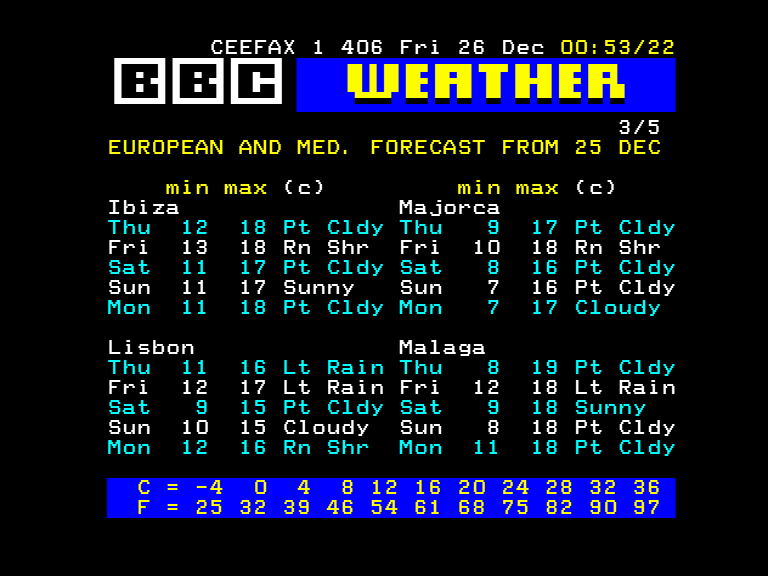 CEEFAX 1 406 Fri 26 Dec 00:53/22
BBC WEATHER
3/5
EUROPEAN AND MED. FORECAST FROM 25 DEC
min max (c) min max (c)
Ibiza Majorca
Thu 12 18 Pt Cldy Thu 9 17 Pt Cldy
Fri 13 18 Rn Shr Fri 10 18 Rn Shr
Sat 11 17 Pt Cldy Sat 8 16 Pt Cldy
Sun 11 17 Sunny Sun 7 16 Pt Cldy
Mon 11 18 Pt Cldy Mon 7 17 Cloudy
Lisbon Malaga
Thu 11 16 Lt Rain Thu 8 19 Pt Cldy
Fri 12 17 Lt Rain Fri 12 18 Lt Rain
Sat 9 15 Pt Cldy Sat 9 18 Sunny
Sun 10 15 Cloudy Sun 8 18 Pt Cldy
Mon 12 16 Rn Shr Mon 11 18 Pt Cldy
C = -4 0 4 8 12 16 20 24 28 32 36
F = 25 32 39 46 54 61 68 75 82 90 97